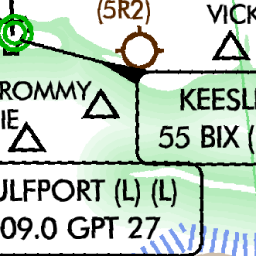 (5R2)
VICK
ROMMY
IE
KEESL
55 BIX (
ULFPORT (L) (L)
09.0 GPT 27